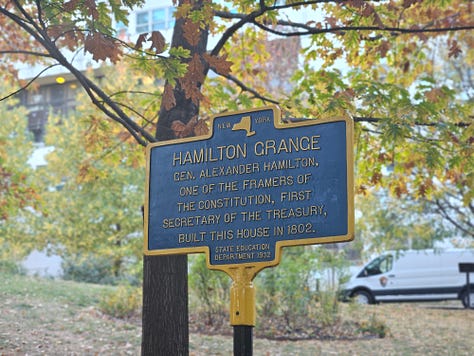 NEW YORK
HAMILTON GRANGE
GEN. ALEXANDER HAMILTON,
ONE OF THE FRAMERS OF
THE CONSTITUTION, FIRST
SECRETARY OF THE TREASURY,
BUILT THIS HOUSE IN 1802.
STATE EDUCATION
DEPARTMENT 1932